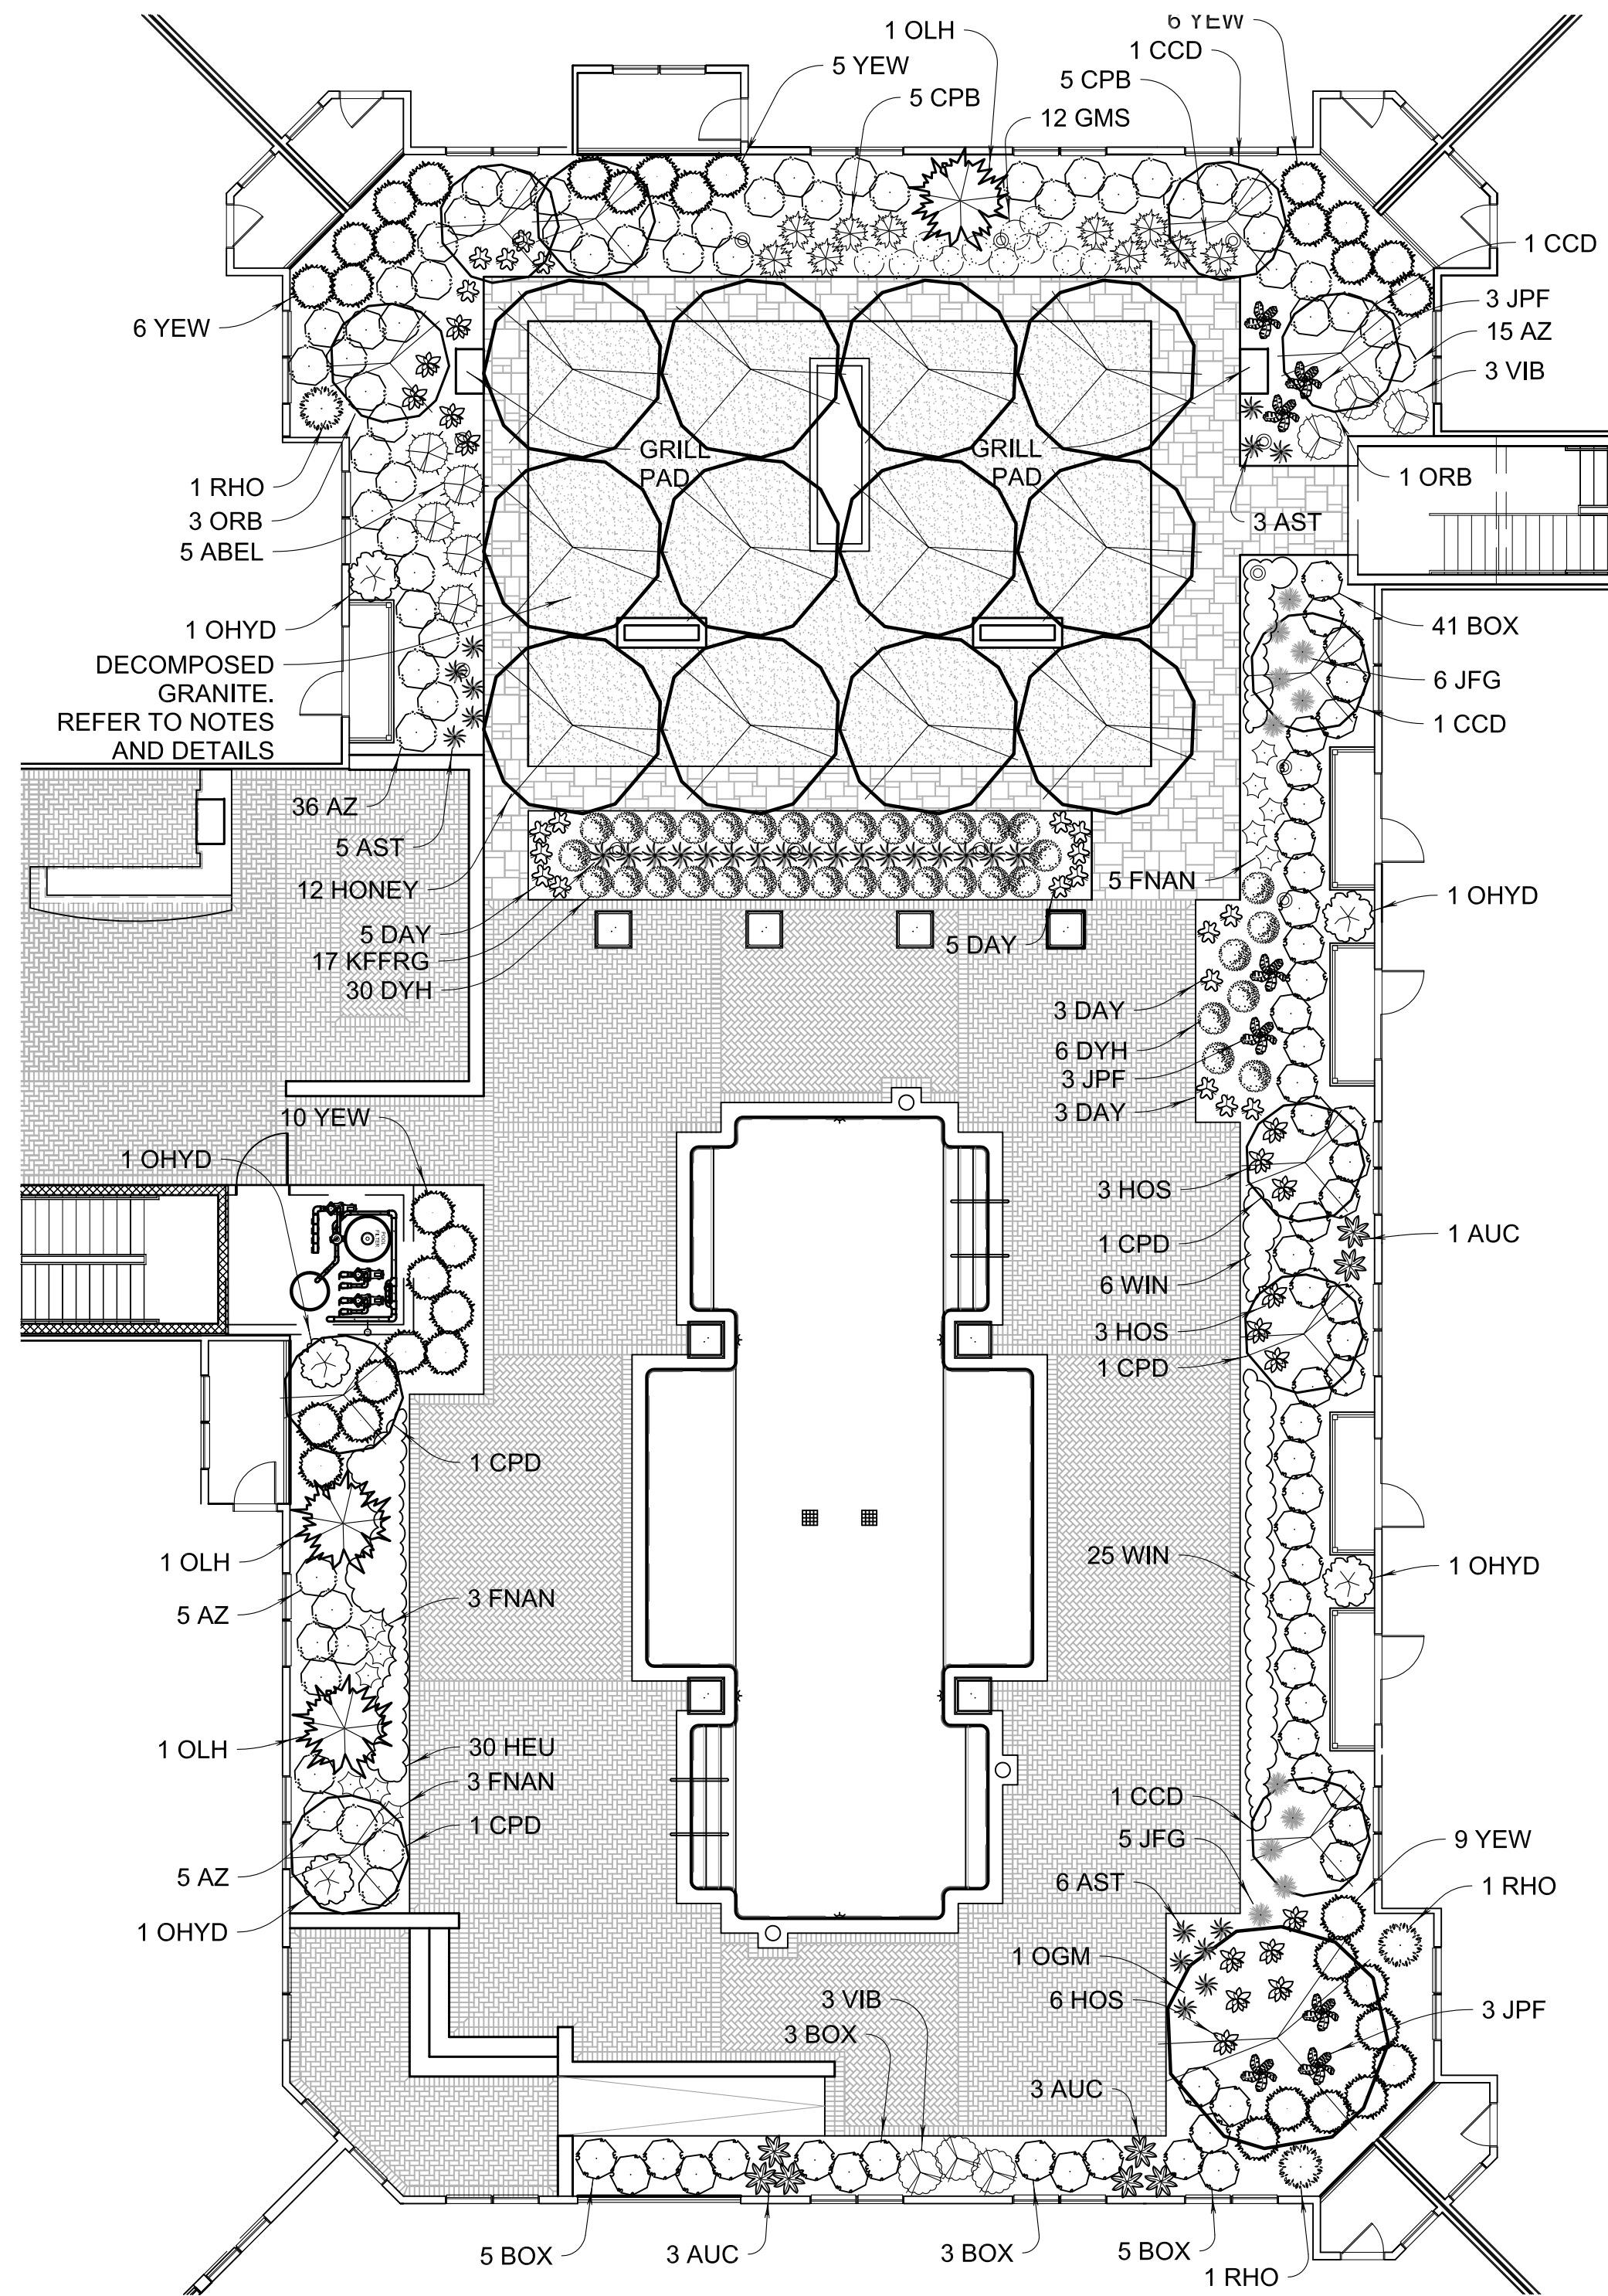 1 OLH
6 YEW
1 CCD
5 YEW
5 CPB
5 CPB
12 GMS
1 CCD
3 JPF
15 AZ
3 VIB
6 YEW
GRILL
PAD
GRILL
PAD
1 ORB
1 RHO
3 ORB
5 ABEL
3 AST
1 OHYD
41 BOX
DECOMPOSED
GRANITE.
REFER TO NOTES
AND DETAILS
6 JFG
1 CCD
36 AZ
5 AST
12 HONEY
5 FNAN
1 OHYD
5 DAY
17 KFFRG
30 DYH
5 DAY
3 DAY
6 DYH
3 JPF
3 DAY
10 YEW
1 OHYD
3 HOS
1 CPD
6 WIN
1 AUC
3 HOS
1 CPD
1 CPD
1 OLH
5 AZ
3 FNAN
25 WIN
1 OHYD
1 OLH
30 HEU
3 FNAN
1 CPD
1 CCD
5 JFG
9 YEW
5 AZ
6 AST
1 RHO
1 OHYD
1 OGM
6 HOS
3 VIB
3 BOX
3 JPF
3 AUC
5 BOX
3 AUC
3 BOX
5 BOX
1 RHO